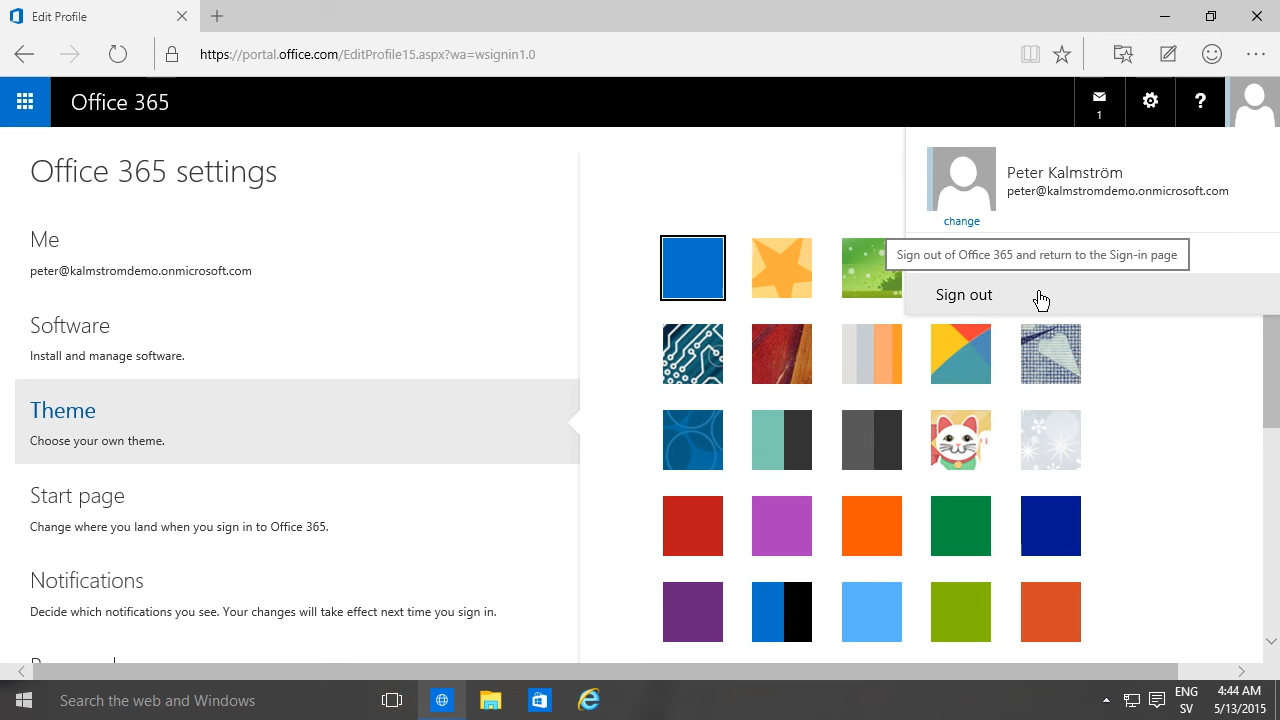 Edit Profile
https://portal.office.com/EditProfile15.aspx?wa=wsignin1.0
Office 365
1
?
Office 365 settings
Peter Kalmström
peter@kalmstromdemo.onmicrosoft.com
change
Me
peter@kalmstromdemo.onmicrosoft.com
Sign out of Office 365 and return to the Sign-in page
Sign out
Software
Install and manage software.
Theme
Choose your own theme.
Start page
Change where you land when you sign in to Office 365.
Notifications
Decide which notifications you see. Your changes will take effect next time you sign in.
Search the web and Windows
ENG
SV
4:44 AM
5/13/2015